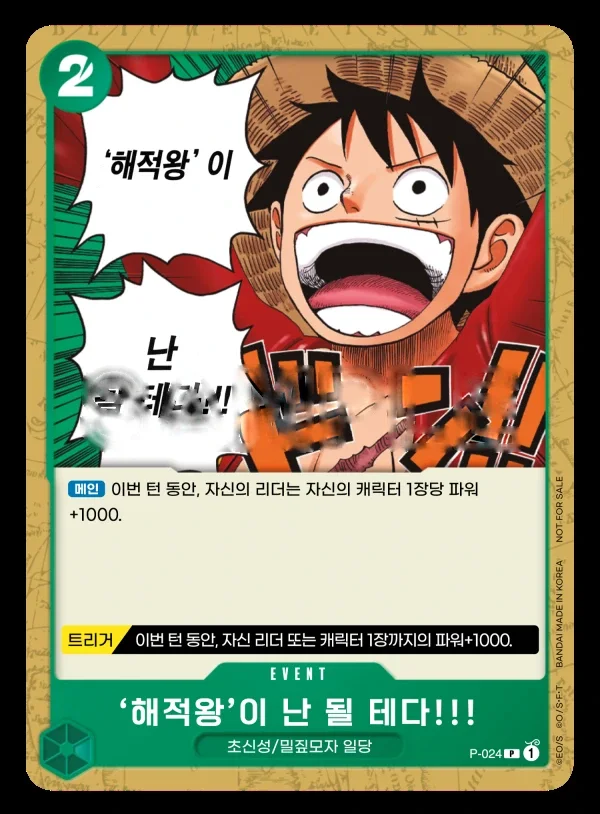 2
‘해적왕’ 이
난
테다!!
메인 이번 턴 동안, 자신의 리더는 자신의 캐릭터 1장당 파워
+1000.
트리거 이번 턴 동안, 자신 리더 또는 캐릭터 1장까지의 파워+1000.
EVENT
‘해적왕’이 난 될 테다!!!
초신성/밀짚모자 일당
P-024 P 1
©E.O/S ©O/S·F·T BANDAI MADE IN KOREA NOT FOR SALE